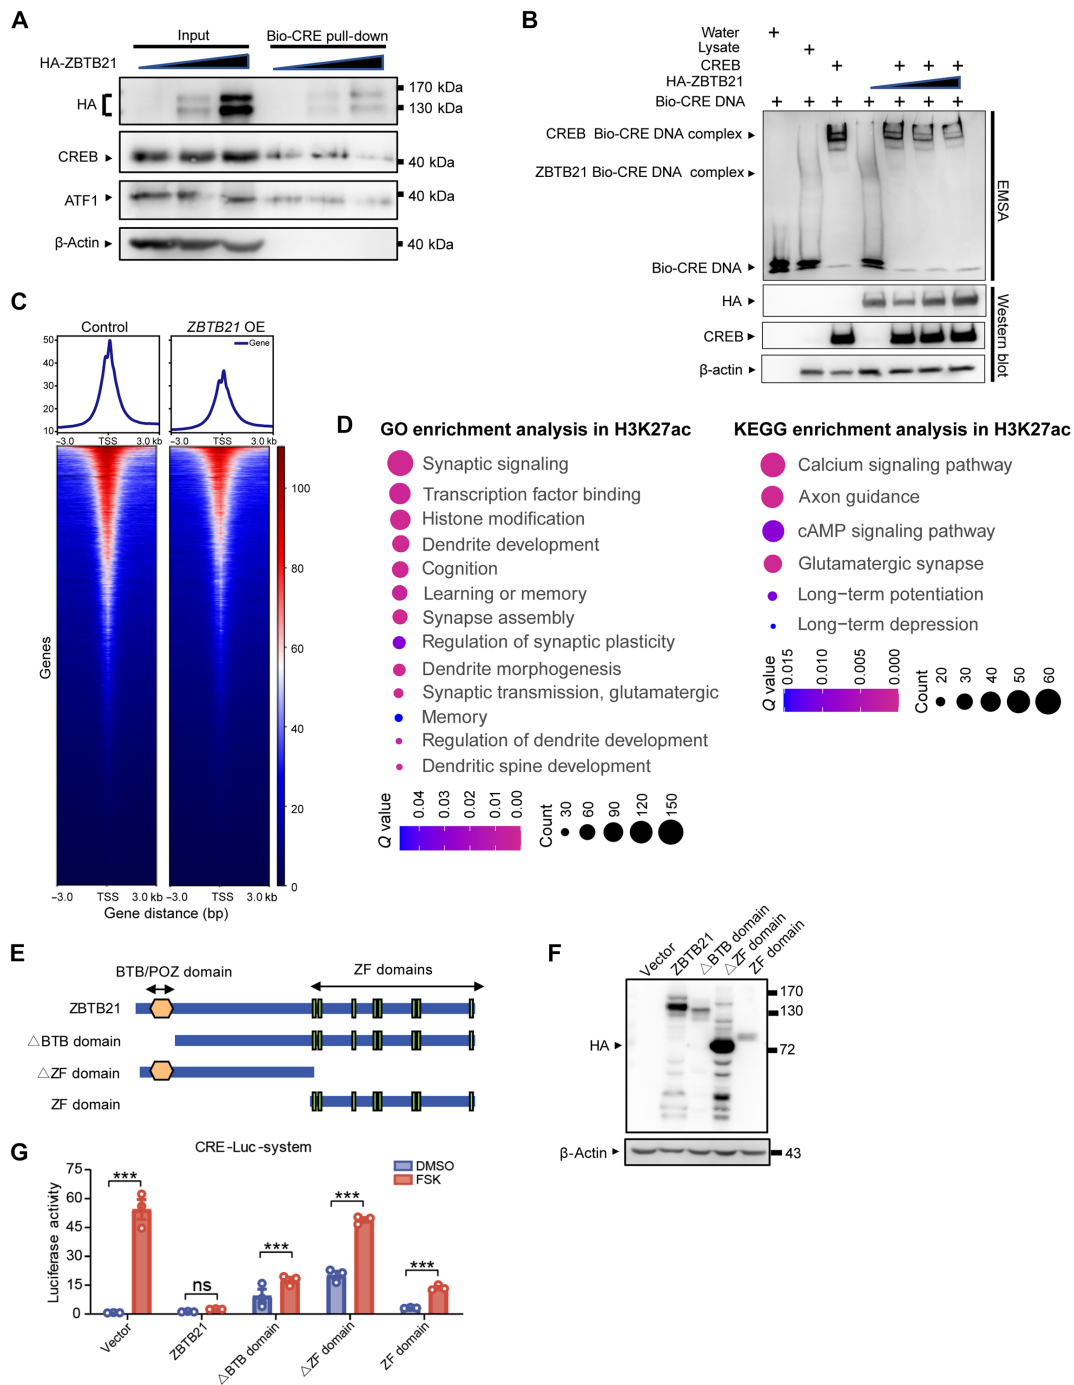 A
Input
Bio-CRE pull-down
HA-ZBTB21
HA
170 kDa
130 kDa
CREB
40 kDa
ATF1
40 kDa
β-Actin
40 kDa
B
Water +
Lysate +
CREB + + + +
HA-ZBTB21
Bio-CRE DNA + + + + + + +
CREB Bio-CRE DNA complex
ZBTB21 Bio-CRE DNA complex
Bio-CRE DNA
EMSA
HA
CREB
β-actin
Western blot
C
Control
ZBTB21 OE
Gene
50
40
30
20
10
−3.0 TSS 3.0 kb
−3.0 TSS 3.0 kb
Genes
100
80
60
40
20
0
−3.0 TSS 3.0 kb
−3.0 TSS 3.0 kb
Gene distance (bp)
D
GO enrichment analysis in H3K27ac
Synaptic signaling
Transcription factor binding
Histone modification
Dendrite development
Cognition
Learning or memory
Synapse assembly
Regulation of synaptic plasticity
Dendrite morphogenesis
Synaptic transmission, glutamatergic
Memory
Regulation of dendrite development
Dendritic spine development
Q value
0.04
0.03
0.02
0.01
0.00
Count
30
60
90
120
150
KEGG enrichment analysis in H3K27ac
Calcium signaling pathway
Axon guidance
cAMP signaling pathway
Glutamatergic synapse
Long−term potentiation
Long−term depression
Q value
0.015
0.010
0.005
0.000
Count
20
30
40
50
60
E
BTB/POZ domain
ZF domains
ZBTB21
△BTB domain
△ZF domain
ZF domain
F
Vector
ZBTB21
△BTB domain
△ZF domain
ZF domain
170
130
HA
72
β-Actin
43
G
CRE-Luc-system
DMSO
FSK
Luciferase activity
75
60
45
30
15
0
***
ns
***
***
***
Vector
ZBTB21
△BTB domain
△ZF domain
ZF domain